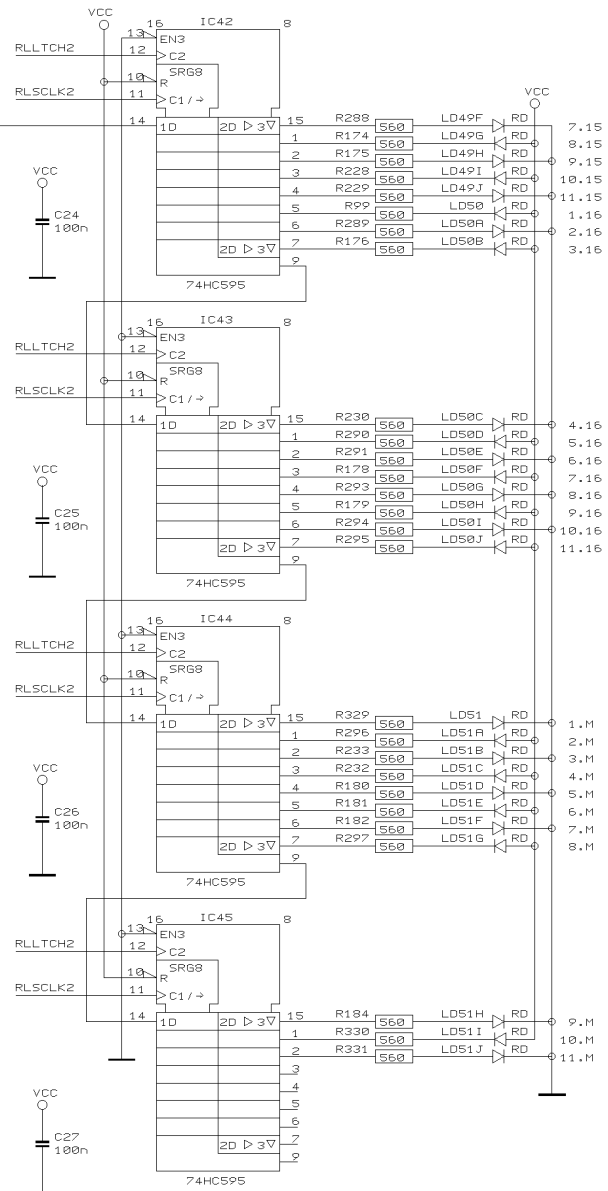 VCC
16 IC42 8
13 EN3
RLLTCH2 12 C2
SRG8
10 R VCC
RLSCLK2 11 C1/→
14 1D 2D ▷ 3▽ 15 R288 560 LD49F RD 7.15
1 R174 560 LD49G RD 8.15
2 R175 560 LD49H RD 9.15
VCC 3 R228 560 LD49I RD 10.15
4 R229 560 LD49J RD 11.15
C24 5 R99 560 LD50 RD 1.16
100n 6 R289 560 LD50A RD 2.16
2D ▷ 3▽ 7 R176 560 LD50B RD 3.16
9
74HC595
16 IC43 8
13 EN3
RLLTCH2 12 C2
SRG8
10 R
RLSCLK2 11 C1/→
14 1D 2D ▷ 3▽ 15 R230 560 LD50C RD 4.16
1 R290 560 LD50D RD 5.16
2 R291 560 LD50E RD 6.16
VCC 3 R178 560 LD50F RD 7.16
4 R293 560 LD50G RD 8.16
C25 5 R179 560 LD50H RD 9.16
100n 6 R294 560 LD50I RD 10.16
2D ▷ 3▽ 7 R295 560 LD50J RD 11.16
9
74HC595
16 IC44 8
13 EN3
RLLTCH2 12 C2
SRG8
10 R
RLSCLK2 11 C1/→
14 1D 2D ▷ 3▽ 15 R329 560 LD51 RD 1.M
1 R296 560 LD51A RD 2.M
2 R233 560 LD51B RD 3.M
VCC 3 R232 560 LD51C RD 4.M
4 R180 560 LD51D RD 5.M
C26 5 R181 560 LD51E RD 6.M
100n 6 R182 560 LD51F RD 7.M
2D ▷ 3▽ 7 R297 560 LD51G RD 8.M
9
74HC595
16 IC45 8
13 EN3
RLLTCH2 12 C2
SRG8
10 R
RLSCLK2 11 C1/→
14 1D 2D ▷ 3▽ 15 R184 560 LD51H RD 9.M
1 R330 560 LD51I RD 10.M
2 R331 560 LD51J RD 11.M
3
VCC 4
5
6
C27 2D ▷ 3▽ 7
100n 9
74HC595